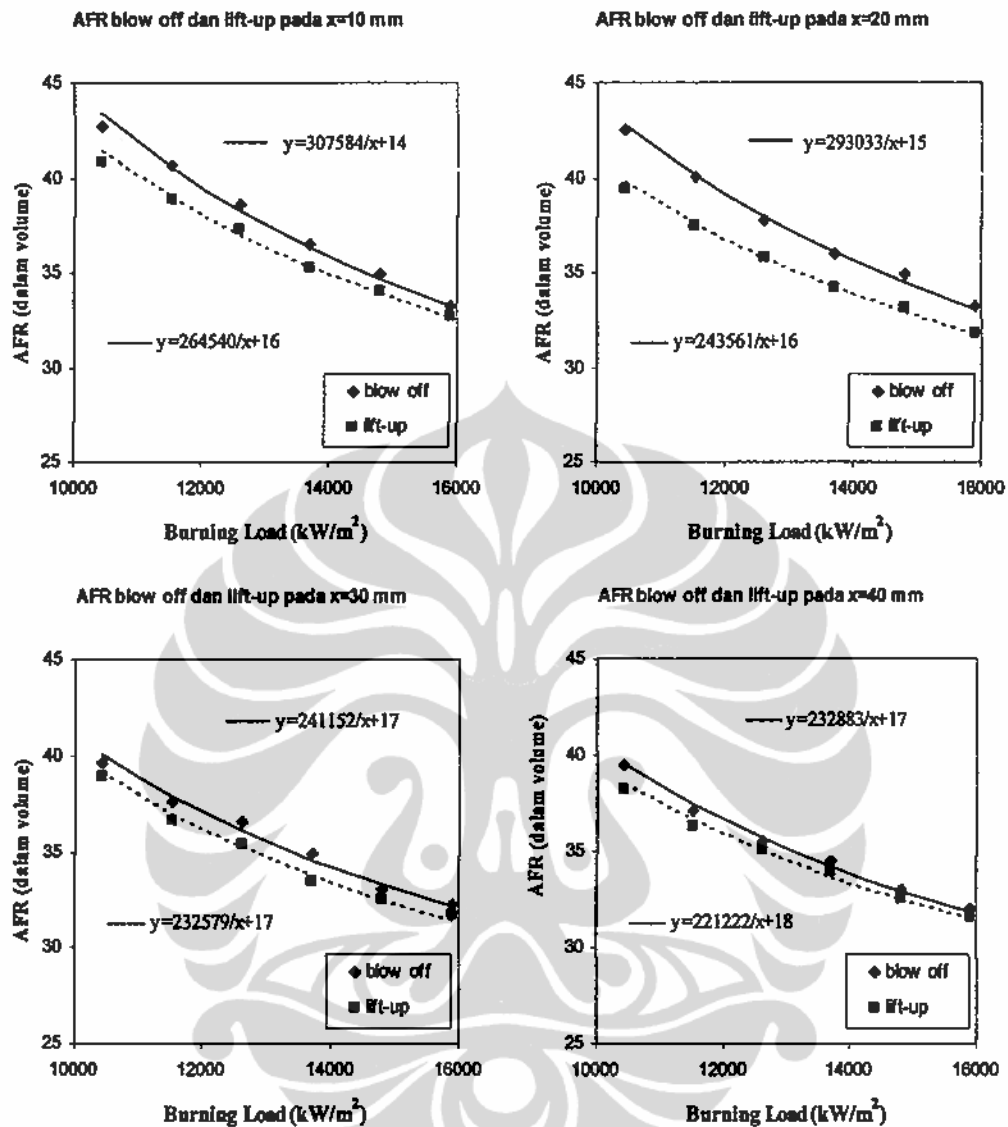 AFR blow off dan lift-up pada x=10 mm
45
40
35
30
25
AFR (dalam volume)
y=307584/x+14
y=264540/x+16
blow off
lift-up
10000 12000 14000 16000
Burning Load (kW/m²)
AFR blow off dan lift-up pada x=20 mm
45
40
35
30
25
AFR (dalam volume)
y=293033/x+15
y=243561/x+16
blow off
lift-up
10000 12000 14000 16000
Burning Load (kW/m²)
AFR blow off dan lift-up pada x=30 mm
45
40
35
30
25
AFR (dalam volume)
y=241152/x+17
y=232579/x+17
blow off
lift-up
10000 12000 14000 16000
Burning Load (kW/m²)
AFR blow off dan lift-up pada x=40 mm
45
40
35
30
25
AFR (dalam volume)
y=232883/x+17
y=221222/x+18
blow off
lift-up
10000 12000 14000 16000
Burning Load (kW/m²)